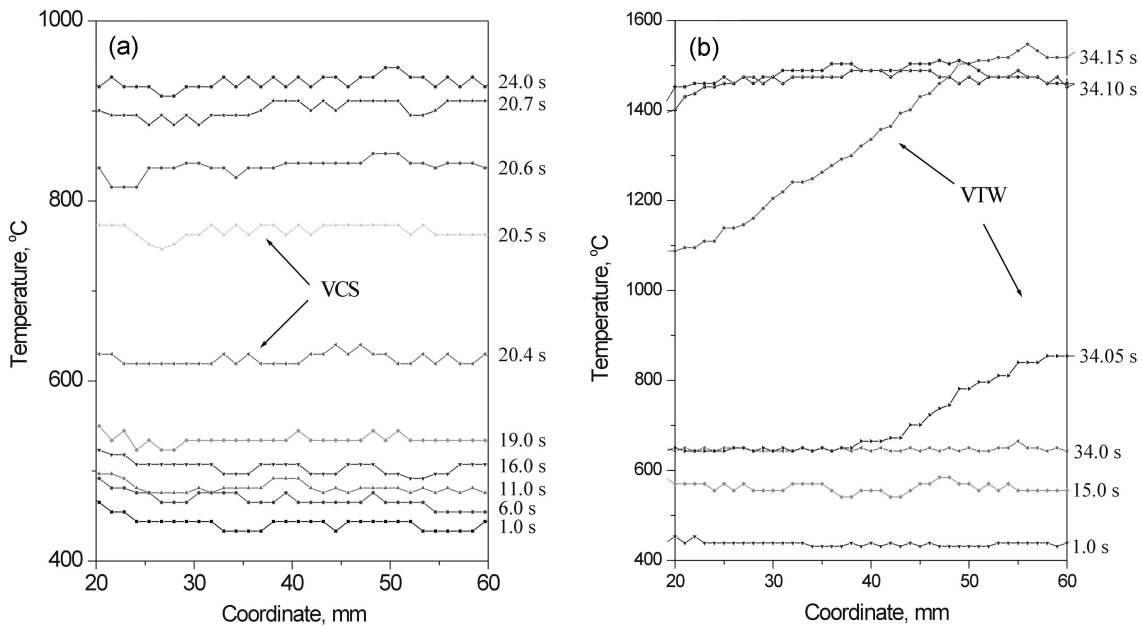 (a)
1000
800
600
400
Temperature, °C
24.0 s
20.7 s
20.6 s
20.5 s
VCS
20.4 s
19.0 s
16.0 s
11.0 s
6.0 s
1.0 s
20 30 40 50 60
Coordinate, mm
(b)
1600
1400
1200
1000
800
600
400
Temperature, °C
34.15 s
34.10 s
VTW
34.05 s
34.0 s
15.0 s
1.0 s
20 30 40 50 60
Coordinate, mm